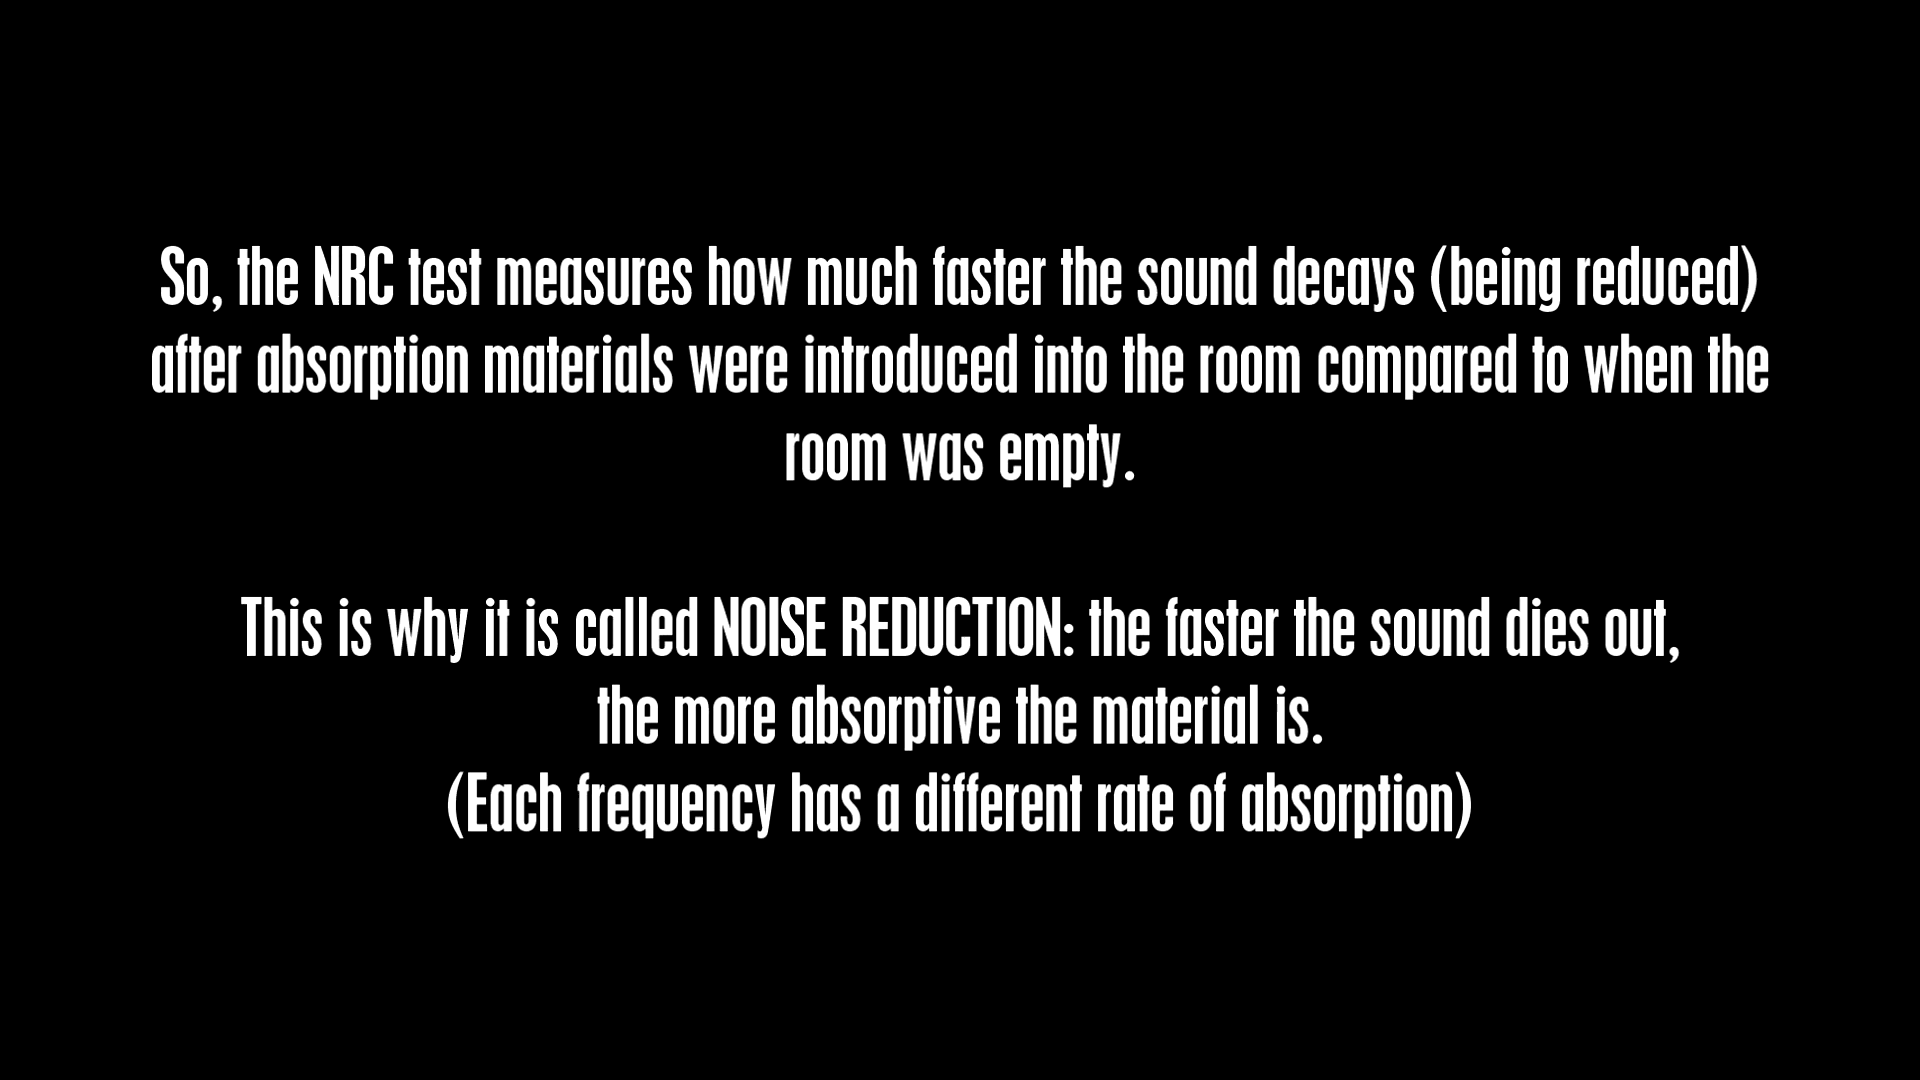 So, the NRC test measures how much faster the sound decays (being reduced)
after absorption materials were introduced into the room compared to when the
room was empty.
This is why it is called NOISE REDUCTION: the faster the sound dies out,
the more absorptive the material is.
(Each frequency has a different rate of absorption)